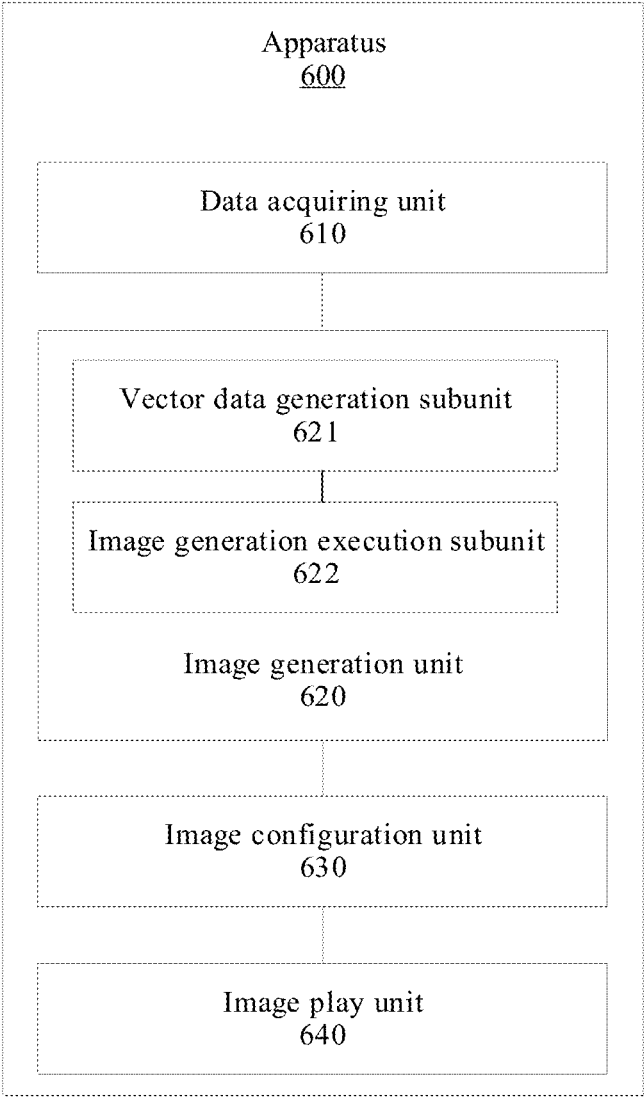 Apparatus
600
Data acquiring unit
610
Vector data generation subunit
621
Image generation execution subunit
622
Image generation unit
620
Image configuration unit
630
Image play unit
640